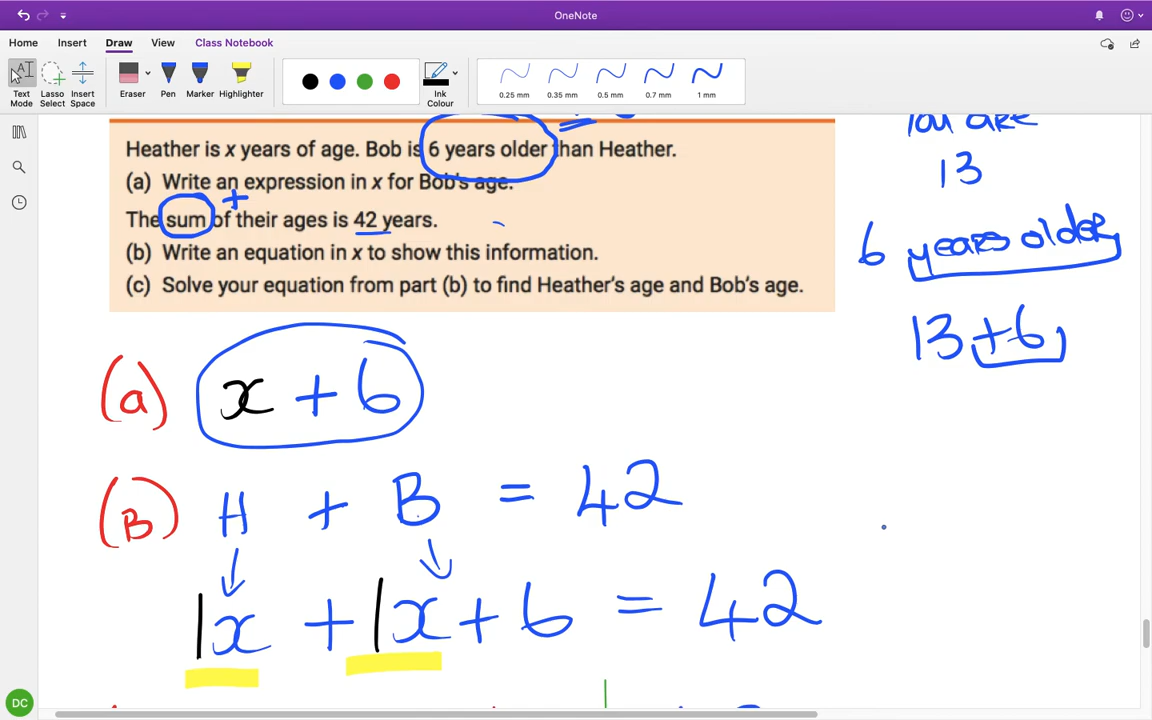 OneNote
Home Insert Draw View Class Notebook
Text Mode
Lasso Select
Insert Space
Eraser
Pen
Marker
Highlighter
Ink Colour
0.25 mm 0.35 mm 0.5 mm 0.7 mm 1 mm
Heather is x years of age. Bob is 6 years older than Heather.
(a) Write an expression in x for Bob's age.
+
The sum of their ages is 42 years.
(b) Write an equation in x to show this information.
(c) Solve your equation from part (b) to find Heather's age and Bob's age.
You are
13
6 years older
13 + 6
(a) x + 6
(B) H + B = 42
1x + 1x + 6 = 42
DC